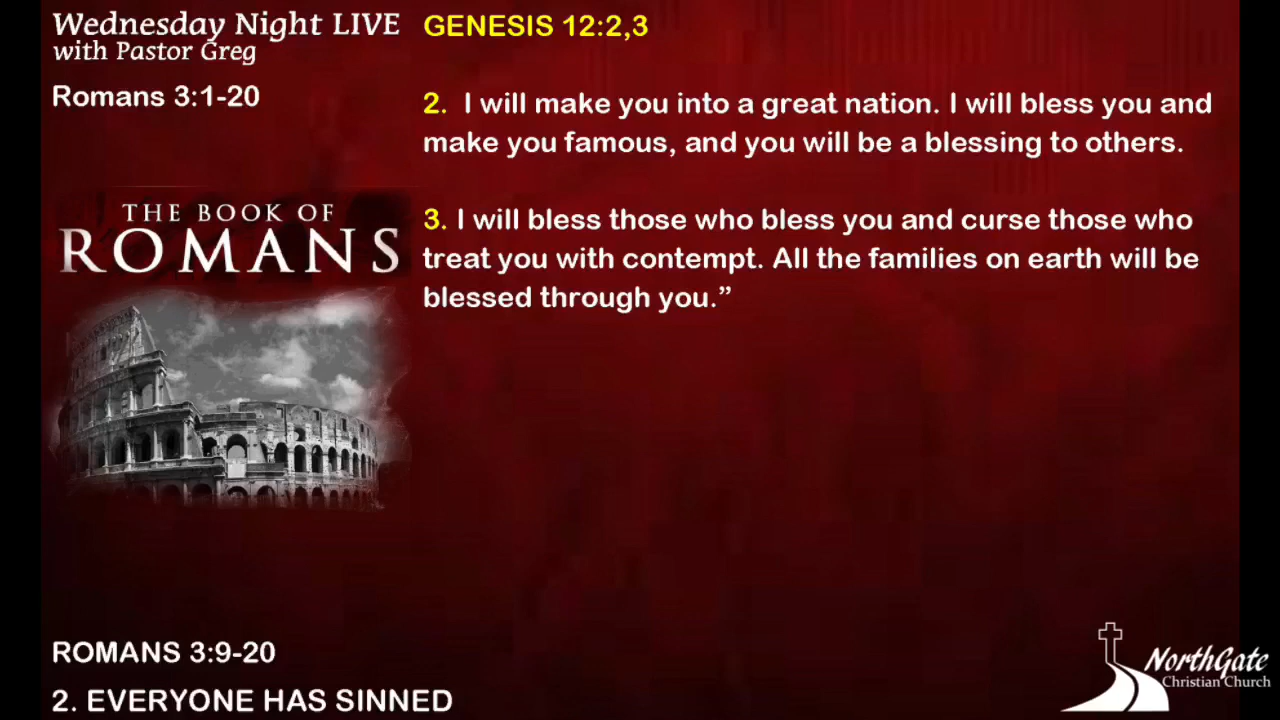 Wednesday Night LIVE
with Pastor Greg
Romans 3:1-20
THE BOOK OF
ROMANS
GENESIS 12:2,3
2. I will make you into a great nation. I will bless you and
make you famous, and you will be a blessing to others.
3. I will bless those who bless you and curse those who
treat you with contempt. All the families on earth will be
blessed through you.”
ROMANS 3:9-20
2. EVERYONE HAS SINNED
NorthGate
Christian Church